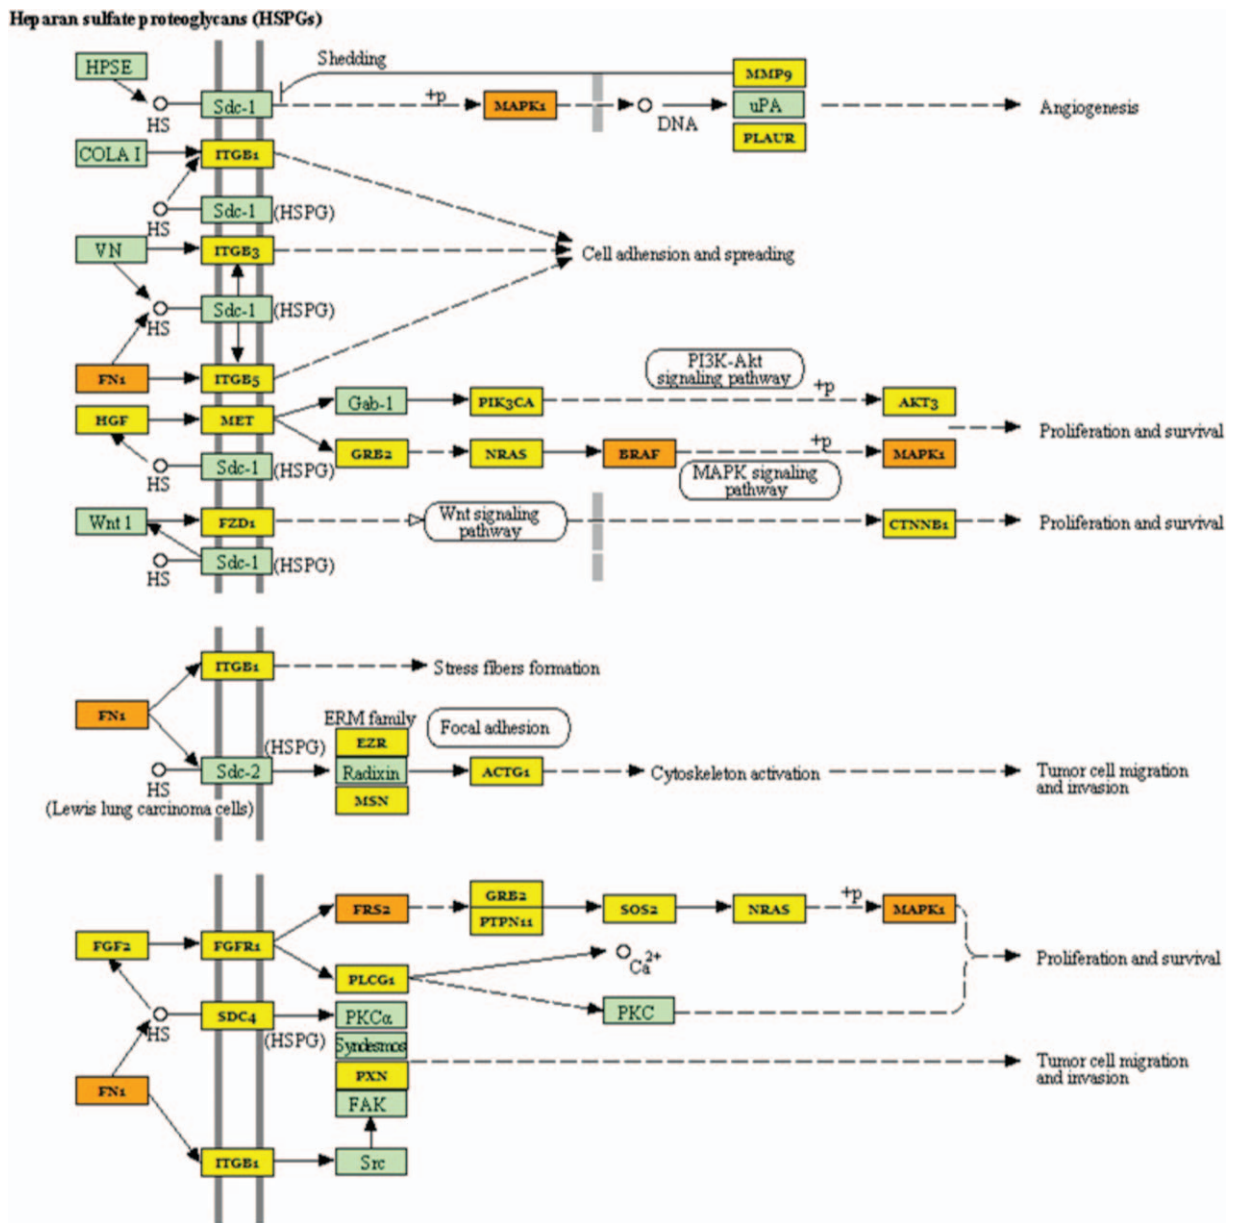 Heparan sulfate proteoglycans (HSPGs)
HPSE
Shedding
MMP9
HS
Sdc-1
+p
MAPK1
DNA
uPA
Angiogenesis
PLAUR
COLA I
ITGB1
HS
Sdc-1
(HSPG)
VN
ITGB3
Cell adhension and spreading
HS
Sdc-1
(HSPG)
FN1
ITGB5
PI3K-Akt
signaling pathway
Gab-1
PIK3CA
+p
AKT3
HGF
MET
Proliferation and survival
GRB2
NRAS
BRAF
+p
MAPK1
HS
Sdc-1
(HSPG)
MAPK signaling
pathway
Wnt 1
FZD1
Wnt signaling
pathway
CTNNB1
Proliferation and survival
HS
Sdc-1
(HSPG)
ITGB1
Stress fibers formation
FN1
ERM family
Focal adhesion
EZR
(HSPG)
HS
Sdc-2
Radixin
ACTG1
Cytoskeleton activation
Tumor cell migration
and invasion
MSN
(Lewis lung carcinoma cells)
FRS2
GRB2
PTPN11
SOS2
NRAS
+p
MAPK1
FGF2
FGFR1
Ca2+
Proliferation and survival
PLCG1
PKC
HS
SDC4
(HSPG)
PKCα
Syndesmos
PXN
Tumor cell migration
and invasion
FN1
FAK
ITGB1
Src